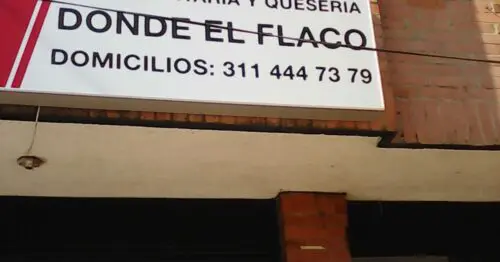 Y QUESERIA
DONDE EL FLACO
DOMICILIOS: 311 444 73 79